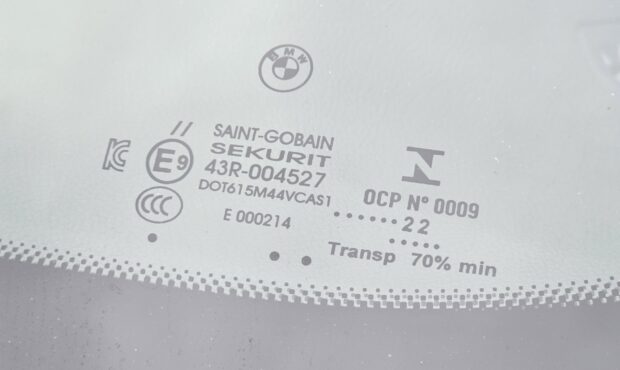 BMW
//
SAINT-GOBAIN
SEKURIT
E9
43R-004527
DOT615M44VCAS1
CCC
E 000214
OCP Nº 0009
......22
.....
Transp 70% min